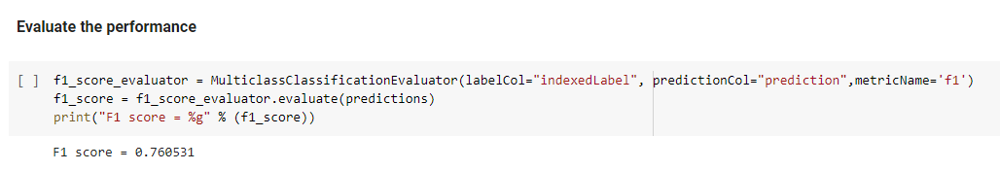 Evaluate the performance
[ ] f1_score_evaluator = MulticlassClassificationEvaluator(labelCol="indexedLabel", predictionCol="prediction",metricName='f1')
f1_score = f1_score_evaluator.evaluate(predictions)
print("F1 score = %g" % (f1_score))
F1 score = 0.760531